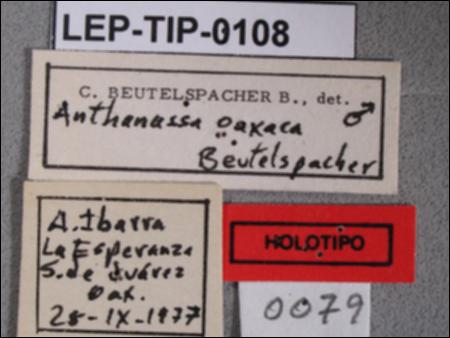 LEP-TIP-0108
C. BEUTELSPACHER B., det.
Anthanassa oaxaca ♂
Beutelspacher
A. Ibarra
La Esperanza
S. de Juárez
Oax.
28-IX-1977
HOLOTIPO
0079